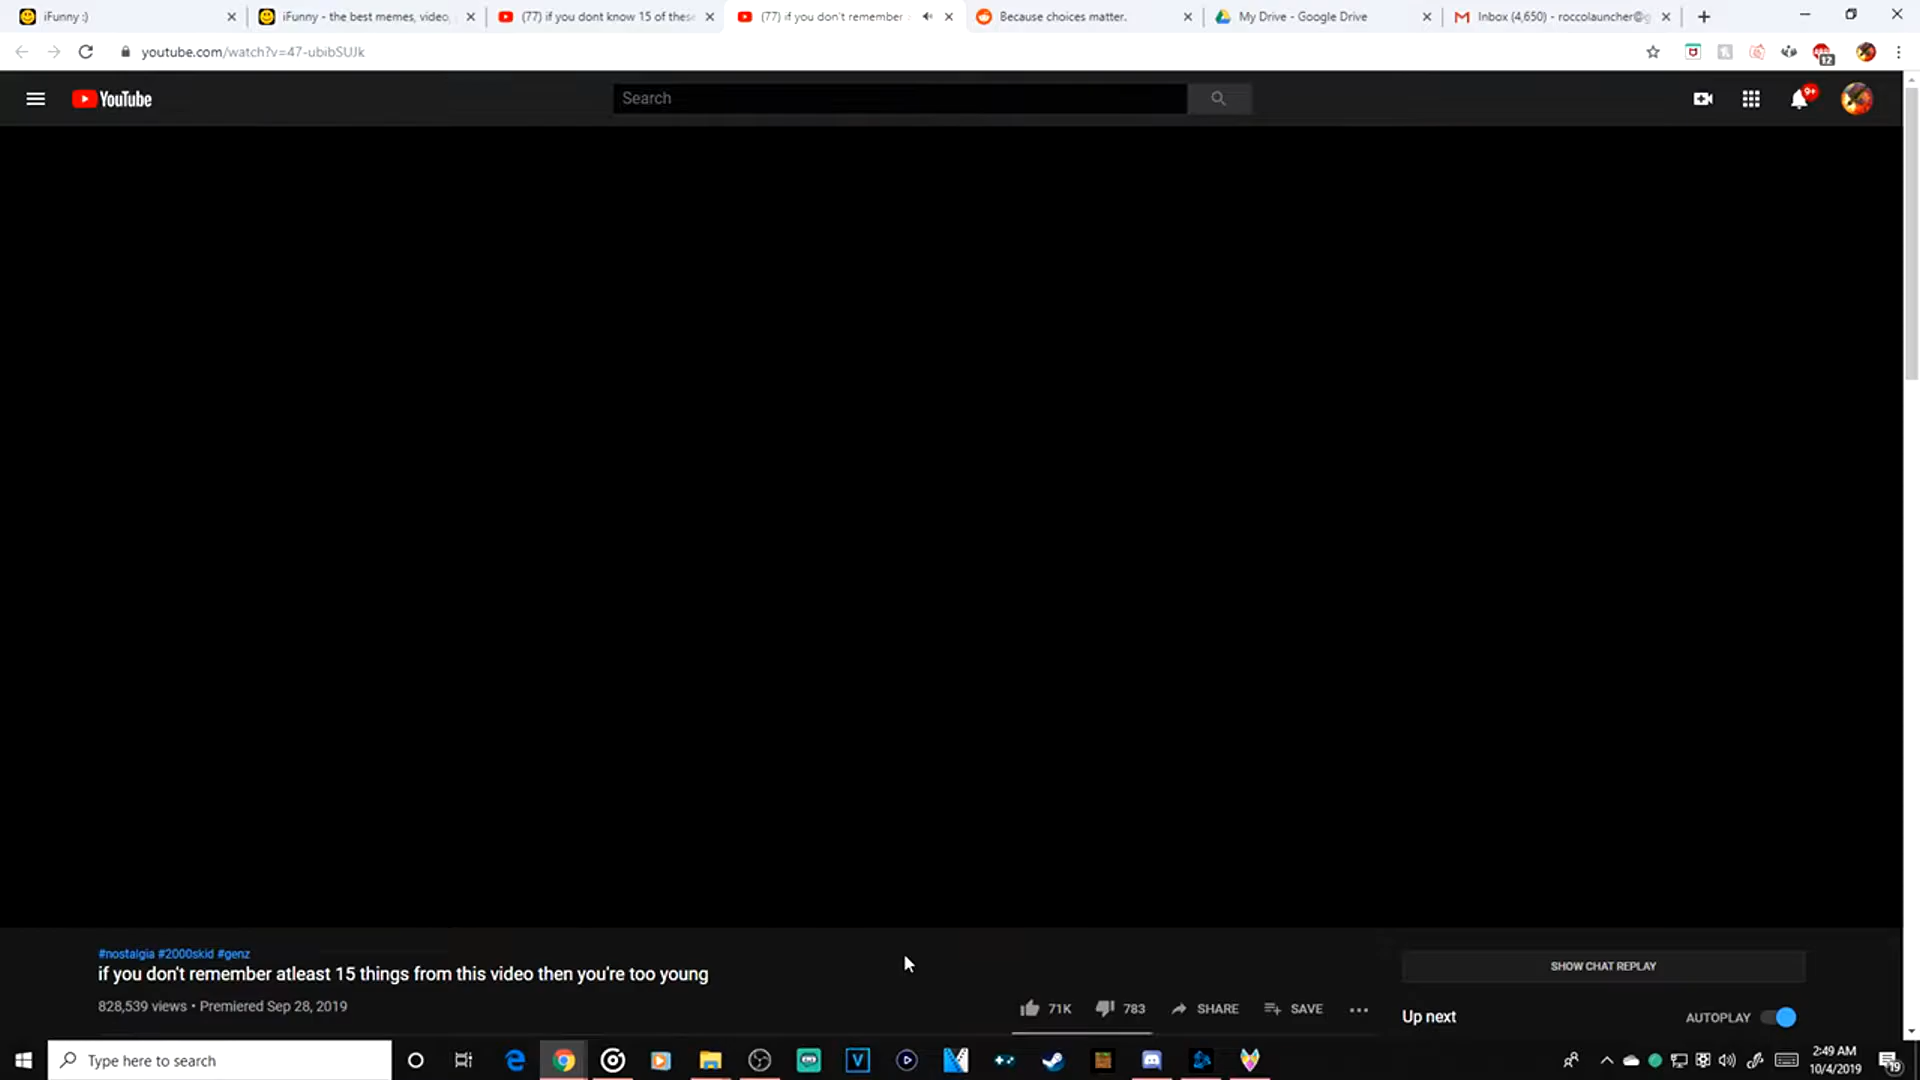 iFunny :)
iFunny - the best memes, video,
(77) if you dont know 15 of these
(77) if you don't remember
Because choices matter.
My Drive - Google Drive
Inbox (4,650) - roccolauncher@g
youtube.com/watch?v=47-ubibSUJk
12
YouTube
Search
9+
#nostalgia #2000skid #genz
if you don't remember atleast 15 things from this video then you're too young
828,539 views • Premiered Sep 28, 2019
71K
783
SHARE
SAVE
SHOW CHAT REPLAY
Up next
AUTOPLAY
Type here to search
2:49 AM
10/4/2019
19